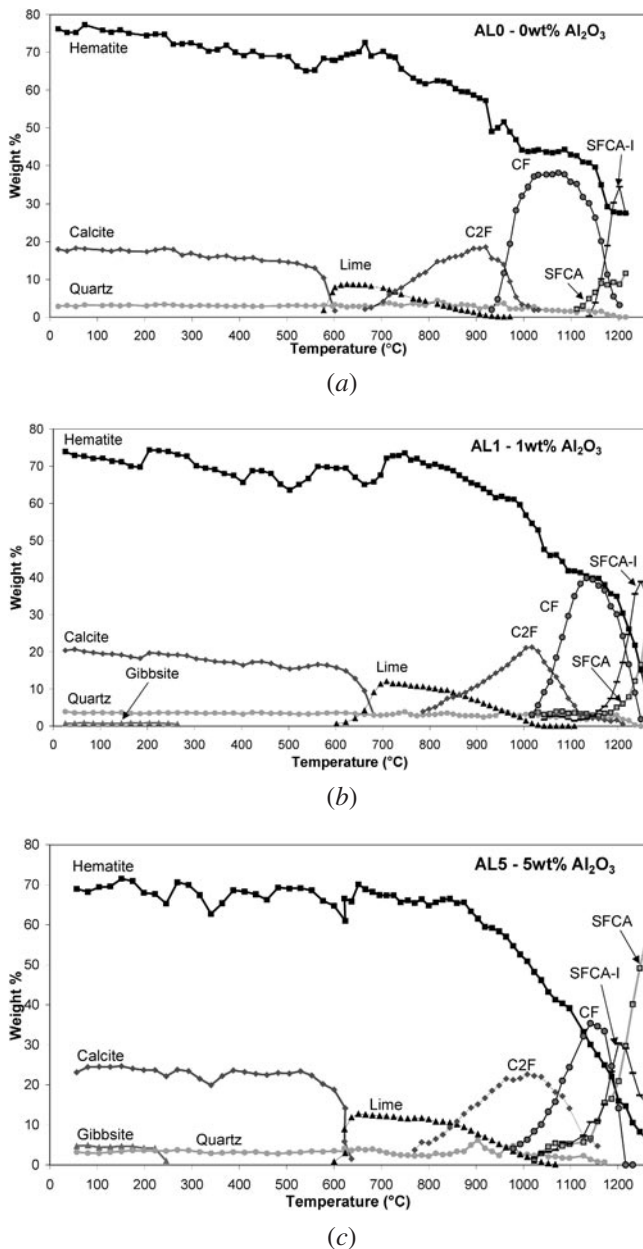 AL0 - 0wt% Al₂O₃
Hematite
Calcite
Quartz
Lime
C2F
CF
SFCA
SFCA-I
Weight %
80
70
60
50
40
30
20
10
0
0 100 200 300 400 500 600 700 800 900 1000 1100 1200
Temperature (°C)
(a)
AL1 - 1wt% Al₂O₃
Hematite
Calcite
Gibbsite
Quartz
Lime
C2F
CF
SFCA
SFCA-I
Weight %
80
70
60
50
40
30
20
10
0
0 100 200 300 400 500 600 700 800 900 1000 1100 1200
Temperature (°C)
(b)
AL5 - 5wt% Al₂O₃
Hematite
Calcite
Gibbsite
Quartz
Lime
C2F
CF
SFCA-I
SFCA
Weight %
80
70
60
50
40
30
20
10
0
0 100 200 300 400 500 600 700 800 900 1000 1100 1200
Temperature (°C)
(c)